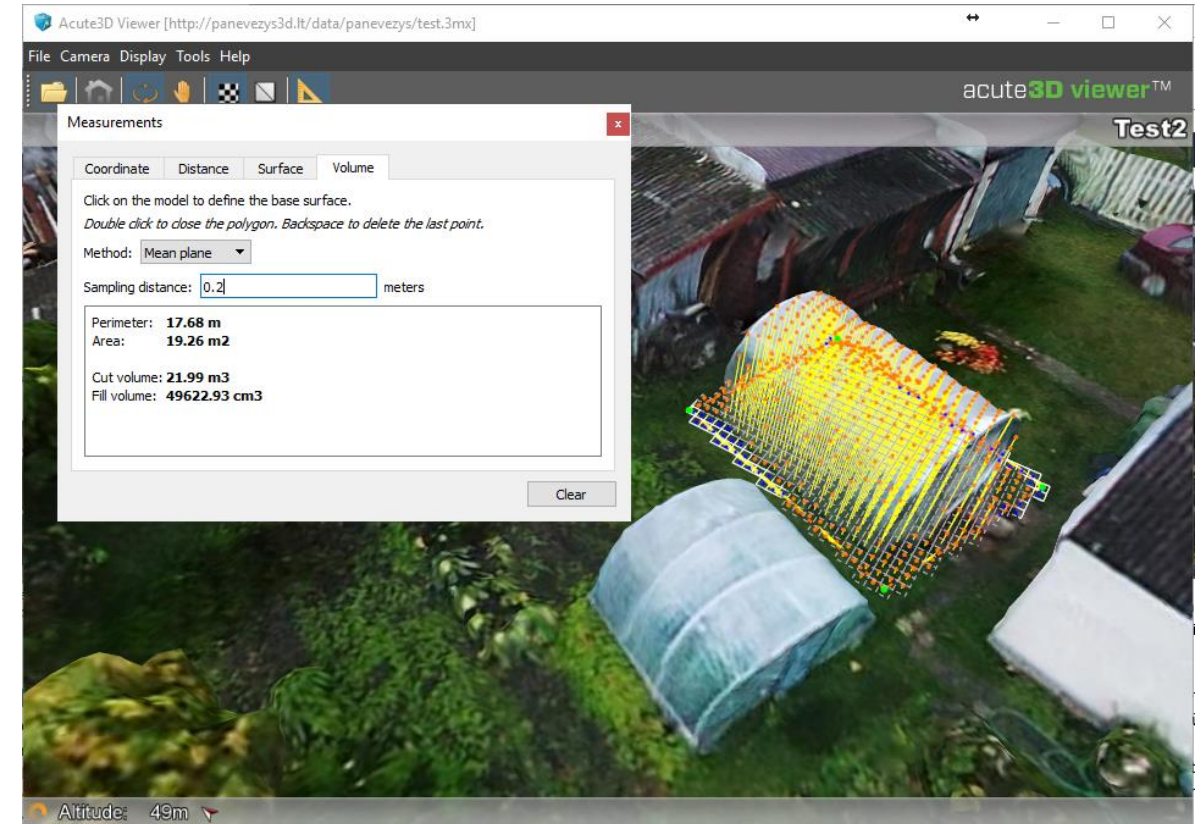 Acute3D Viewer [http://panevezys3d.lt/data/panevezys/test.3mx]
File Camera Display Tools Help
acute3D viewer™
Test2
Measurements
Coordinate Distance Surface Volume
Click on the model to define the base surface.
Double click to close the polygon. Backspace to delete the last point.
Method: Mean plane
Sampling distance: 0.2 meters
Perimeter: 17.68 m
Area: 19.26 m2
Cut volume: 21.99 m3
Fill volume: 49622.93 cm3
Clear
Altitude: 49m